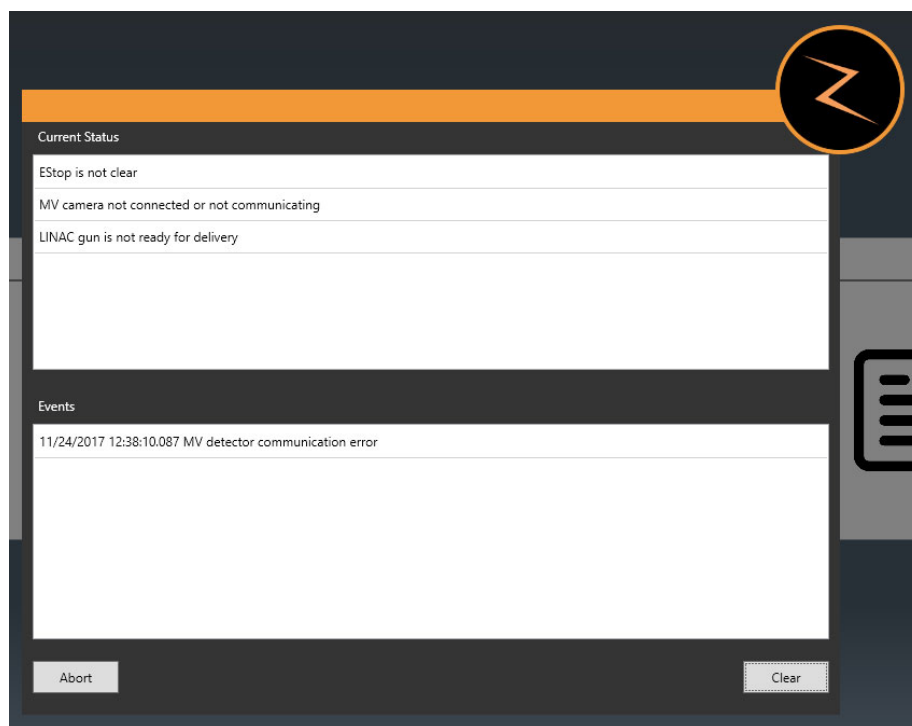 Current Status
EStop is not clear
MV camera not connected or not communicating
LINAC gun is not ready for delivery
Events
11/24/2017 12:38:10.087 MV detector communication error
Abort
Clear